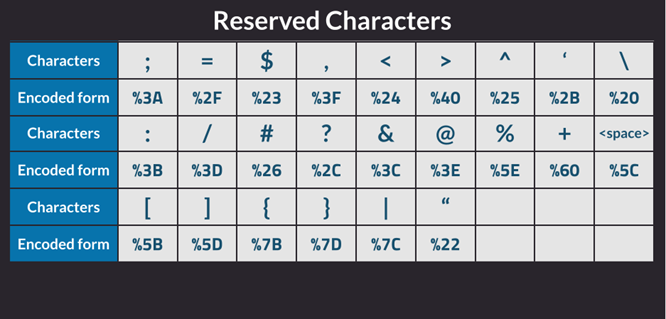 Reserved Characters
Characters ; = $ , < > ^ ‘ \
Encoded form %3A %2F %23 %3F %24 %40 %25 %2B %20
Characters : / # ? & @ % + <space>
Encoded form %3B %3D %26 %2C %3C %3E %5E %60 %5C
Characters [ ] { } | “
Encoded form %5B %5D %7B %7D %7C %22